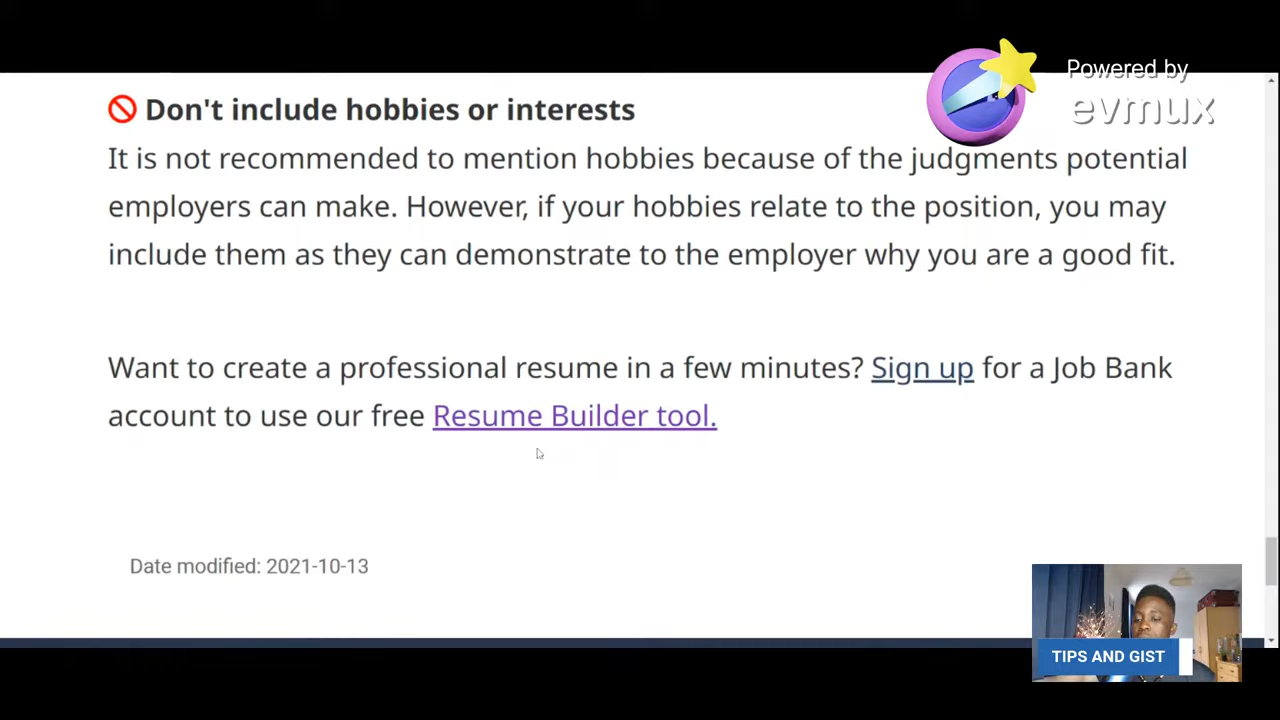 Powered by
evmux
Don't include hobbies or interests
It is not recommended to mention hobbies because of the judgments potential
employers can make. However, if your hobbies relate to the position, you may
include them as they can demonstrate to the employer why you are a good fit.
Want to create a professional resume in a few minutes? Sign up for a Job Bank
account to use our free Resume Builder tool.
Date modified: 2021-10-13
TIPS AND GIST